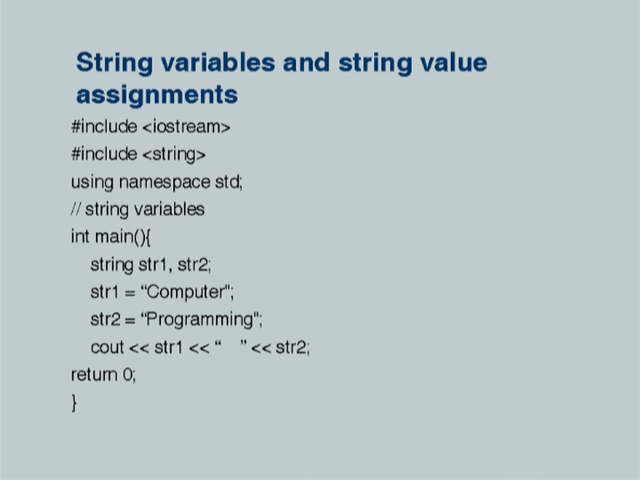 String variables and string value
assignments
#include <iostream>
#include <string>
using namespace std;
// string variables
int main(){
string str1, str2;
str1 = “Computer";
str2 = “Programming";
cout << str1 << “   ” << str2;
return 0;
}